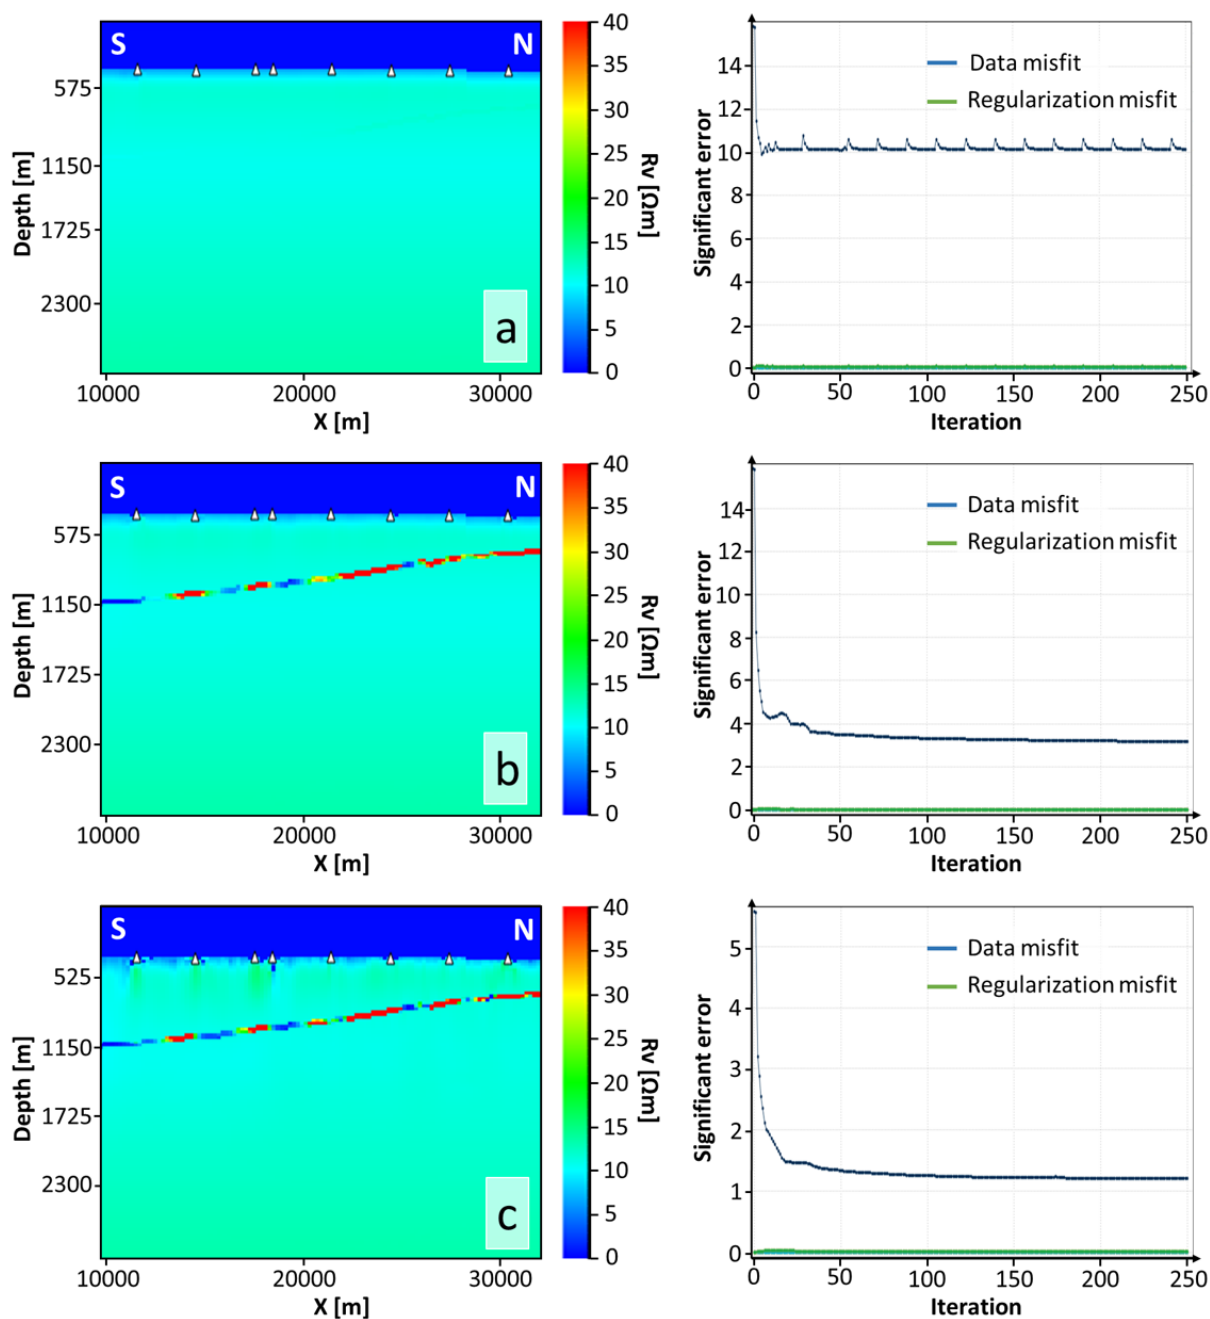 S N
575
1150
1725
2300
Depth [m]
10000 20000 30000
X [m]
a
40
35
30
25
20
15
10
5
0
Rv [Ωm]
14
12
10
8
6
4
2
0
Significant error
Data misfit
Regularization misfit
0 50 100 150 200 250
Iteration
S N
575
1150
1725
2300
Depth [m]
10000 20000 30000
X [m]
b
40
35
30
25
20
15
10
5
0
Rv [Ωm]
14
12
10
8
6
4
2
0
Significant error
Data misfit
Regularization misfit
0 50 100 150 200 250
Iteration
S N
525
1150
1725
2300
Depth [m]
10000 20000 30000
X [m]
c
40
35
30
25
20
15
10
5
0
Rv [Ωm]
5
4
3
2
1
0
Significant error
Data misfit
Regularization misfit
0 50 100 150 200 250
Iteration